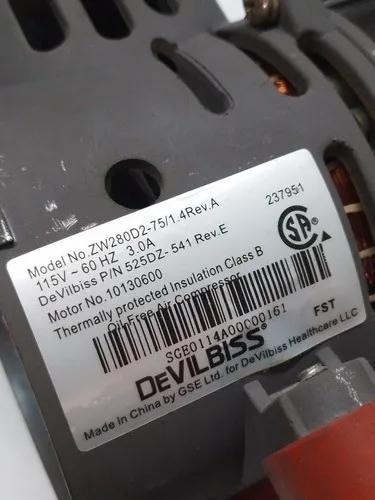 Model No.ZW280D2-75/1.4Rev.A
115V ~ 60 HZ 3.0A
237951
DeVilbiss P/N 525DZ- 541 Rev.E
Motor No.10130600
Thermally protected Insulation Class B
Oil Free Air Compressor
SGE0114A00000161
FST
DEVILBISS®
Made in China by GSE Ltd. for DeVilbiss Healthcare LLC